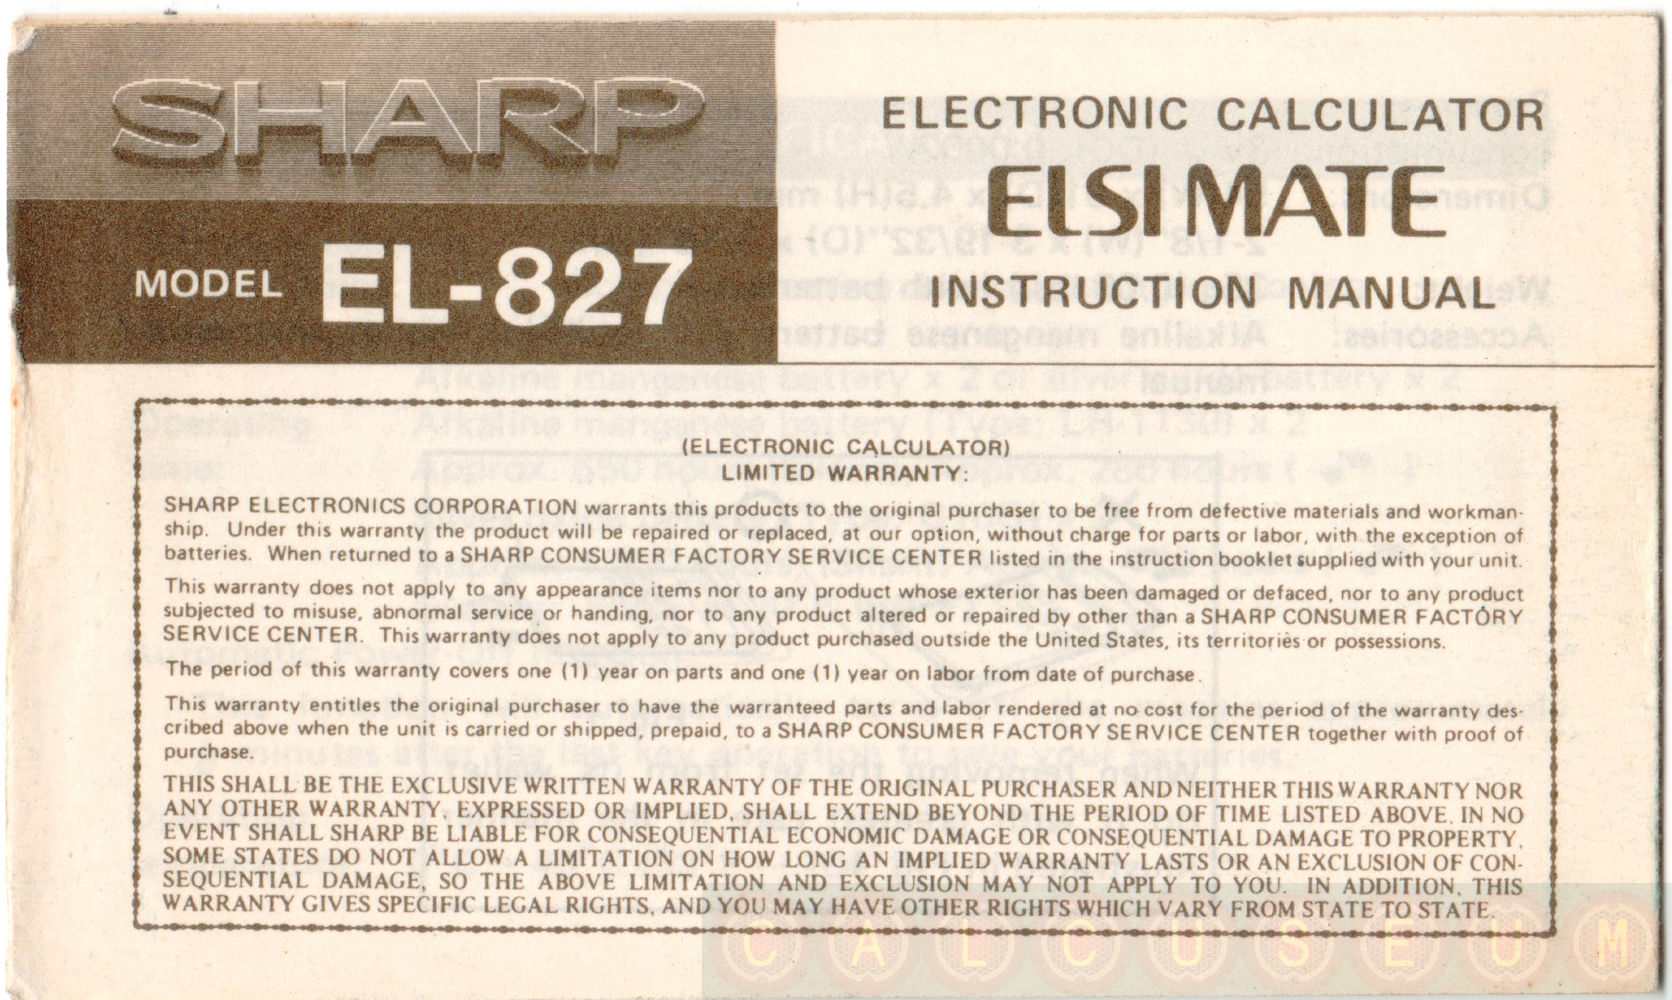 SHARP
MODEL EL-827
ELECTRONIC CALCULATOR
ELSI MATE
INSTRUCTION MANUAL
(ELECTRONIC CALCULATOR)
LIMITED WARRANTY:
SHARP ELECTRONICS CORPORATION warrants this products to the original purchaser to be free from defective materials and workman-
ship. Under this warranty the product will be repaired or replaced, at our option, without charge for parts or labor, with the exception of
batteries. When returned to a SHARP CONSUMER FACTORY SERVICE CENTER listed in the instruction booklet supplied with your unit.
This warranty does not apply to any appearance items nor to any product whose exterior has been damaged or defaced, nor to any product
subjected to misuse, abnormal service or handing, nor to any product altered or repaired by other than a SHARP CONSUMER FACTORY
SERVICE CENTER. This warranty does not apply to any product purchased outside the United States, its territories or possessions.
The period of this warranty covers one (1) year on parts and one (1) year on labor from date of purchase.
This warranty entitles the original purchaser to have the warranteed parts and labor rendered at no cost for the period of the warranty des-
cribed above when the unit is carried or shipped, prepaid, to a SHARP CONSUMER FACTORY SERVICE CENTER together with proof of
purchase.
THIS SHALL BE THE EXCLUSIVE WRITTEN WARRANTY OF THE ORIGINAL PURCHASER AND NEITHER THIS WARRANTY NOR
ANY OTHER WARRANTY, EXPRESSED OR IMPLIED, SHALL EXTEND BEYOND THE PERIOD OF TIME LISTED ABOVE. IN NO
EVENT SHALL SHARP BE LIABLE FOR CONSEQUENTIAL ECONOMIC DAMAGE OR CONSEQUENTIAL DAMAGE TO PROPERTY.
SOME STATES DO NOT ALLOW A LIMITATION ON HOW LONG AN IMPLIED WARRANTY LASTS OR AN EXCLUSION OF CON-
SEQUENTIAL DAMAGE, SO THE ABOVE LIMITATION AND EXCLUSION MAY NOT APPLY TO YOU. IN ADDITION, THIS
WARRANTY GIVES SPECIFIC LEGAL RIGHTS, AND YOU MAY HAVE OTHER RIGHTS WHICH VARY FROM STATE TO STATE.
CALCUSEUM